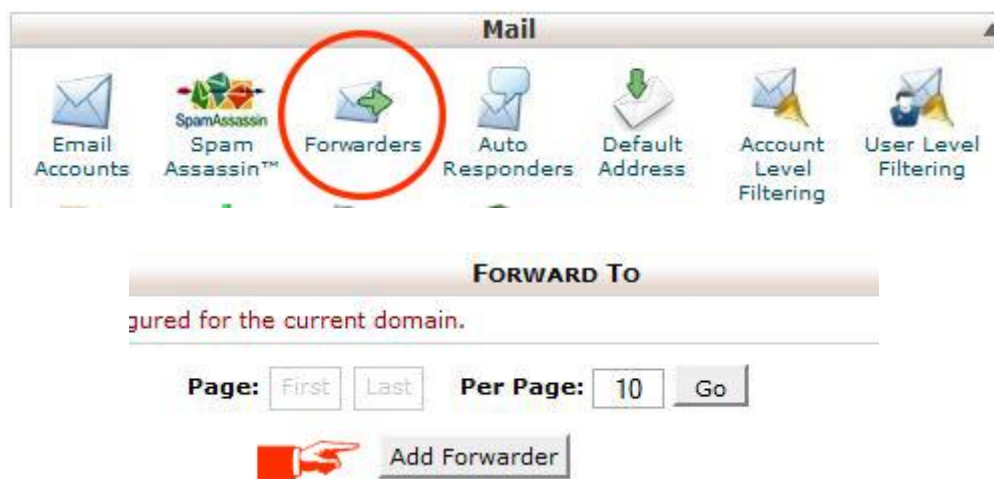 Mail
SpamAssassin
Email Accounts
Spam Assassin™
Forwarders
Auto Responders
Default Address
Account Level Filtering
User Level Filtering
FORWARD TO
gured for the current domain.
Page: First Last Per Page: 10 Go
Add Forwarder